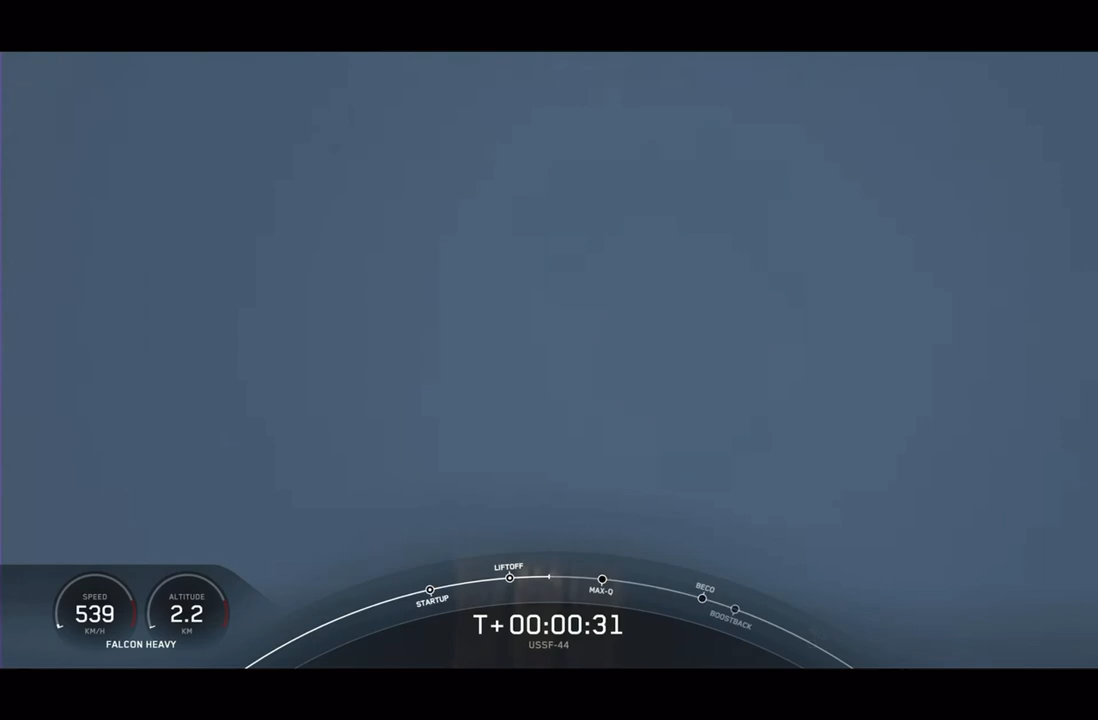 LIFTOFF
STARTUP
MAX-Q
BECO
BOOSTBACK
SPEED
539
KM/H
ALTITUDE
2.2
KM
FALCON HEAVY
T+00:00:31
USSF-44